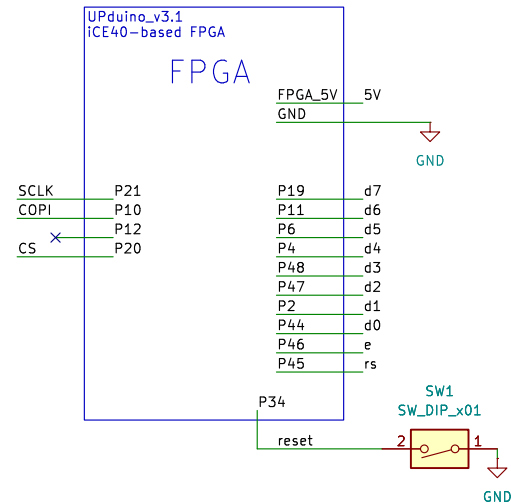 UPduino_v3.1
iCE40-based FPGA
FPGA
FPGA_5V 5V
GND
GND
SCLK P21
COPI P10
P12
CS P20
P19 d7
P11 d6
P6 d5
P4 d4
P48 d3
P47 d2
P2 d1
P44 d0
P46 e
P45 rs
P34
reset
SW1
SW_DIP_x01
2 1
GND